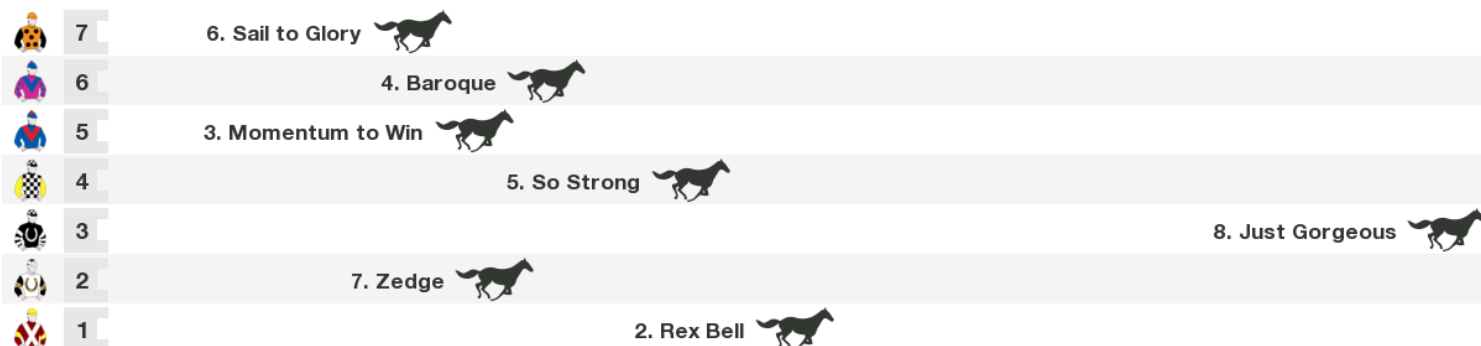 7 6. Sail to Glory
6 4. Baroque
5 3. Momentum to Win
4 5. So Strong
3 8. Just Gorgeous
2 7. Zedge
1 2. Rex Bell